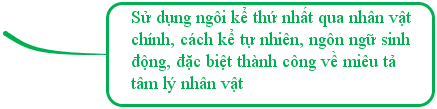 Sử dụng ngôi kể thứ nhất qua nhân vật
chính, cách kể tự nhiên, ngôn ngữ sinh
động, đặc biệt thành công về miêu tả
tâm lý nhân vật